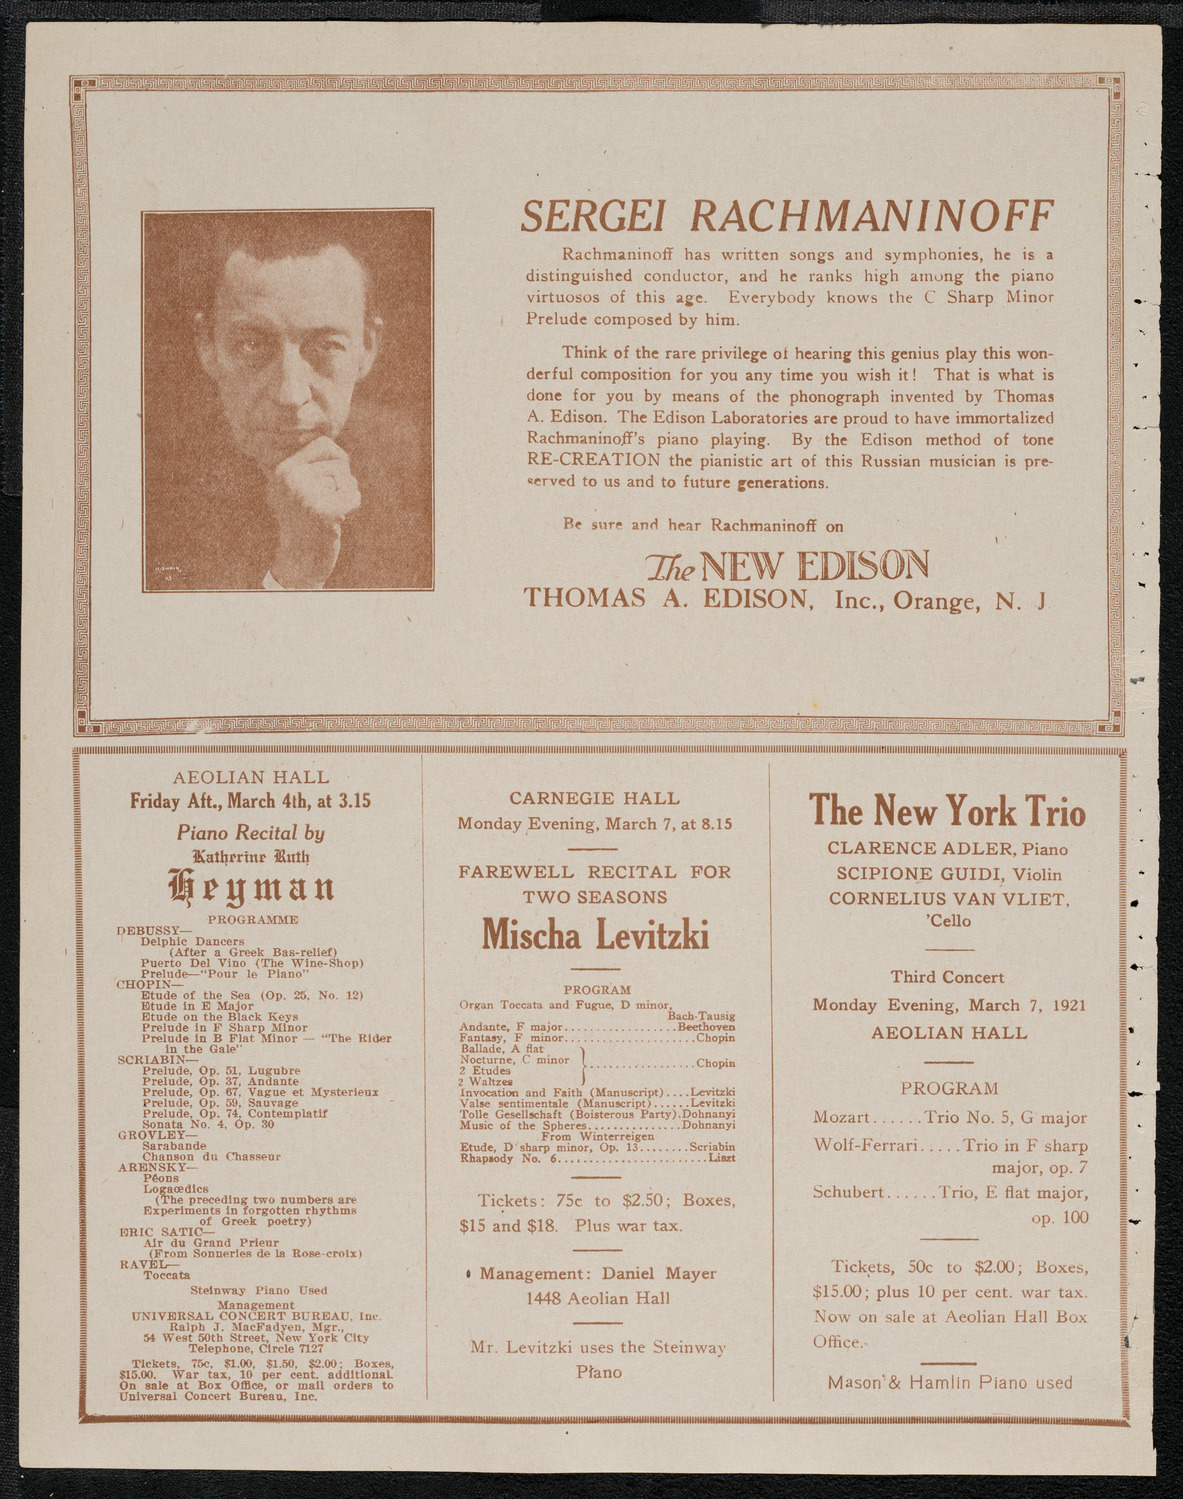 SERGEI RACHMANINOFF
Rachmaninoff has written songs and symphonies, he is a
distinguished conductor, and he ranks high among the piano
virtuosos of this age. Everybody knows the C Sharp Minor
Prelude composed by him.
Think of the rare privilege of hearing this genius play this won-
derful composition for you any time you wish it! That is what is
done for you by means of the phonograph invented by Thomas
A. Edison. The Edison Laboratories are proud to have immortalized
Rachmaninoff's piano playing. By the Edison method of tone
RE-CREATION the pianistic art of this Russian musician is pre-
served to us and to future generations.
Be sure and hear Rachmaninoff on
The NEW EDISON
THOMAS A. EDISON, Inc., Orange, N. J
AEOLIAN HALL
Friday Aft., March 4th, at 3.15
Piano Recital by
Katherine Ruth
Heyman
PROGRAMME
DEBUSSY—
Delphic Dancers
(After a Greek Bas-relief)
Puerto Del Vino (The Wine-Shop)
Prelude—"Pour le Piano"
CHOPIN—
Etude of the Sea (Op. 25, No. 12)
Etude in E Major
Etude on the Black Keys
Prelude in F Sharp Minor
Prelude in B Flat Minor — "The Rider
in the Gale"
SCRIABIN—
Prelude, Op. 51, Lugubre
Prelude, Op. 37, Andante
Prelude, Op. 67, Vague et Mysterieux
Prelude, Op. 59, Sauvage
Prelude, Op. 74, Contemplatif
Sonata No. 4, Op. 30
GROVLEY—
Sarabande
Chanson du Chasseur
ARENSKY—
Péons
Logaœdics
(The preceding two numbers are
Experiments in forgotten rhythms
of Greek poetry)
ERIC SATIC—
Air du Grand Prieur
(From Sonneries de la Rose-croix)
RAVEL—
Toccata
Steinway Piano Used
Management
UNIVERSAL CONCERT BUREAU, Inc.
Ralph J. MacFadyen, Mgr.,
54 West 50th Street, New York City
Telephone, Circle 7127
Tickets, 75c, $1.00, $1.50, $2.00; Boxes,
$15.00. War tax, 10 per cent. additional.
On sale at Box Office, or mail orders to
Universal Concert Bureau, Inc.
CARNEGIE HALL
Monday Evening, March 7, at 8.15
FAREWELL RECITAL FOR
TWO SEASONS
Mischa Levitzki
PROGRAM
Organ Toccata and Fugue, D minor,
Bach-Tausig
Andante, F major..................Beethoven
Fantasy, F minor.....................Chopin
Ballade, A flat
Nocturne, C minor
2 Etudes
2 Waltzes
.................Chopin
Invocation and Faith (Manuscript)....Levitzki
Valse sentimentale (Manuscript)......Levitzki
Tolle Gesellschaft (Boisterous Party).Dohnanyi
Music of the Spheres...............Dohnanyi
From Winterreigen
Etude, D sharp minor, Op. 13........Scriabin
Rhapsody No. 6........................Liszt
Tickets: 75c to $2.50; Boxes,
$15 and $18. Plus war tax.
Management: Daniel Mayer
1448 Aeolian Hall
Mr. Levitzki uses the Steinway
Piano
The New York Trio
CLARENCE ADLER, Piano
SCIPIONE GUIDI, Violin
CORNELIUS VAN VLIET,
'Cello
Third Concert
Monday Evening, March 7, 1921
AEOLIAN HALL
PROGRAM
Mozart......Trio No. 5, G major
Wolf-Ferrari.....Trio in F sharp
major, op. 7
Schubert......Trio, E flat major,
op. 100
Tickets, 50c to $2.00; Boxes,
$15.00; plus 10 per cent. war tax.
Now on sale at Aeolian Hall Box
Office.
Mason & Hamlin Piano used